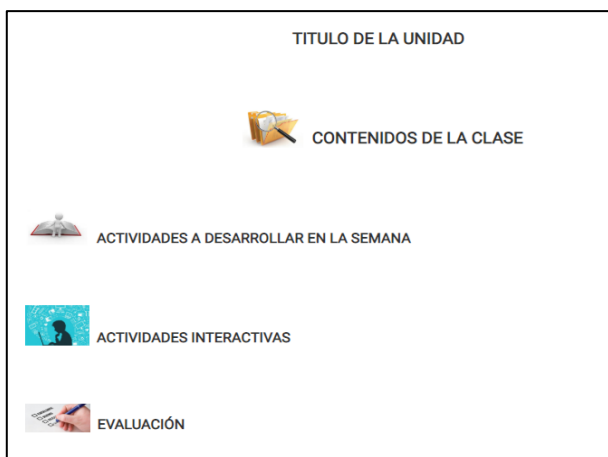 TITULO DE LA UNIDAD
CONTENIDOS DE LA CLASE
ACTIVIDADES A DESARROLLAR EN LA SEMANA
ACTIVIDADES INTERACTIVAS
EVALUACIÓN